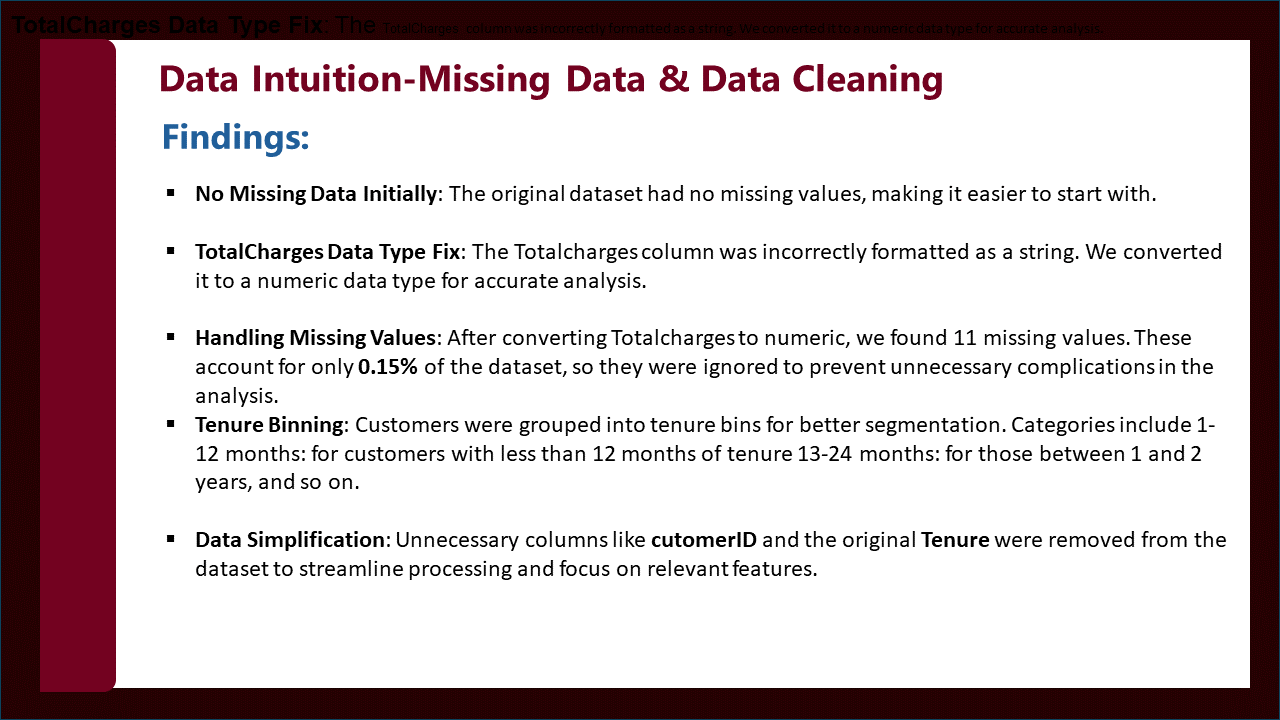 TotalCharges Data Type Fix: The TotalCharges column was incorrectly formatted as a string. We converted it to a numeric data type for accurate analysis.
Data Intuition-Missing Data & Data Cleaning
Findings:
▪ No Missing Data Initially: The original dataset had no missing values, making it easier to start with.
▪ TotalCharges Data Type Fix: The Totalcharges column was incorrectly formatted as a string. We converted
it to a numeric data type for accurate analysis.
▪ Handling Missing Values: After converting Totalcharges to numeric, we found 11 missing values. These
account for only 0.15% of the dataset, so they were ignored to prevent unnecessary complications in the
analysis.
▪ Tenure Binning: Customers were grouped into tenure bins for better segmentation. Categories include 1-
12 months: for customers with less than 12 months of tenure 13-24 months: for those between 1 and 2
years, and so on.
▪ Data Simplification: Unnecessary columns like cutomerID and the original Tenure were removed from the
dataset to streamline processing and focus on relevant features.